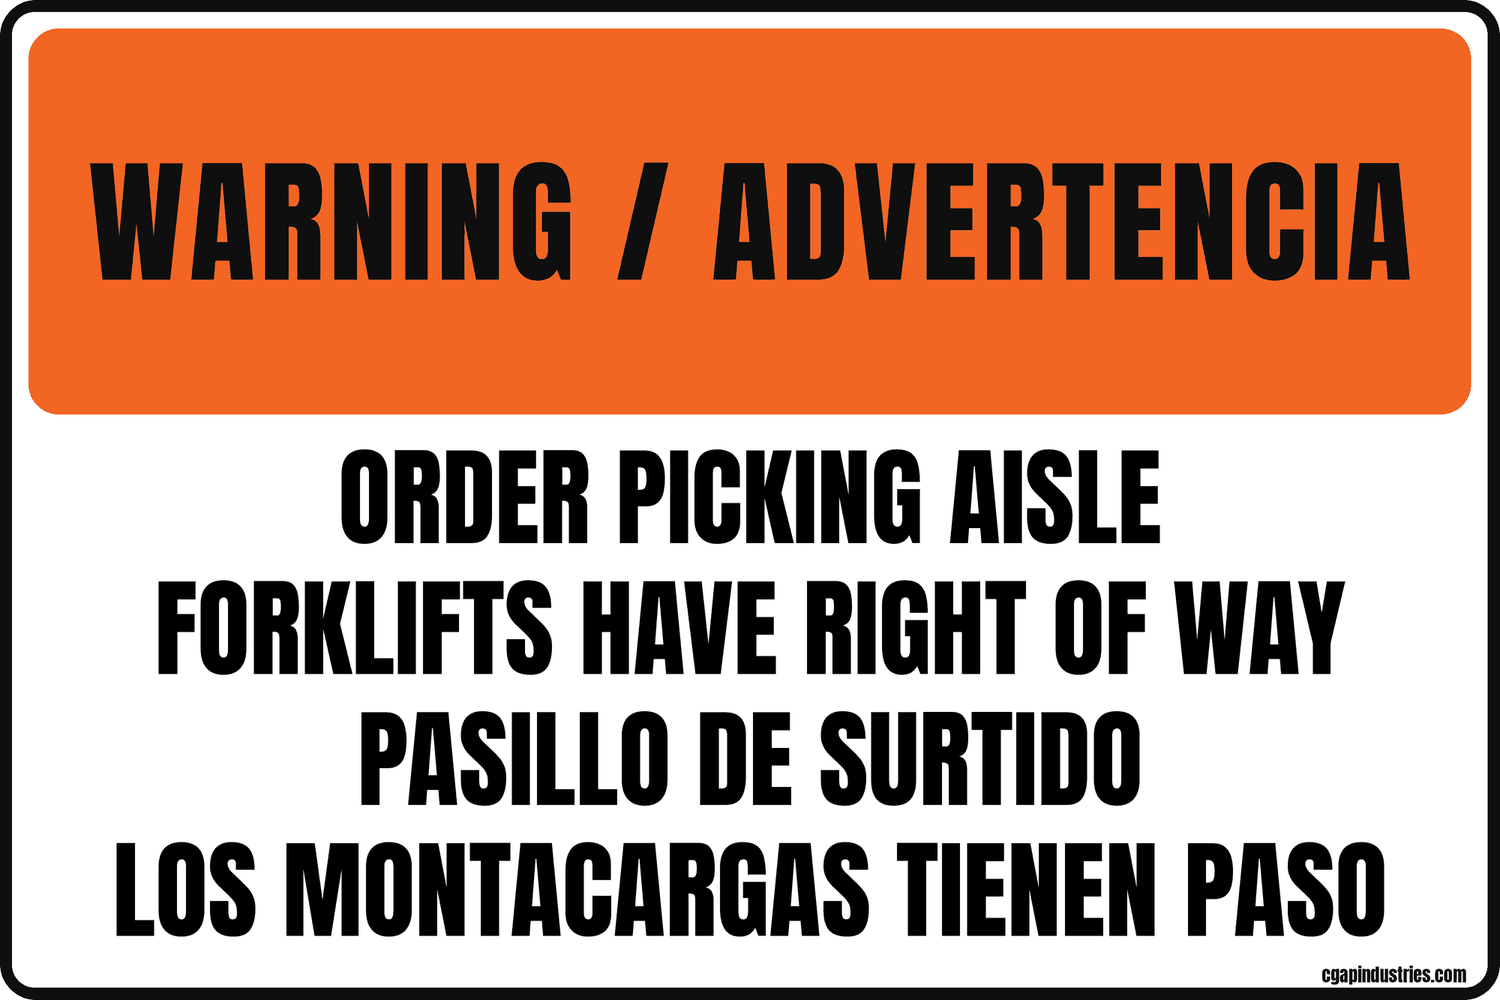 WARNING / ADVERTENCIA
ORDER PICKING AISLE
FORKLIFTS HAVE RIGHT OF WAY
PASILLO DE SURTIDO
LOS MONTACARGAS TIENEN PASO
cgapindustries.com